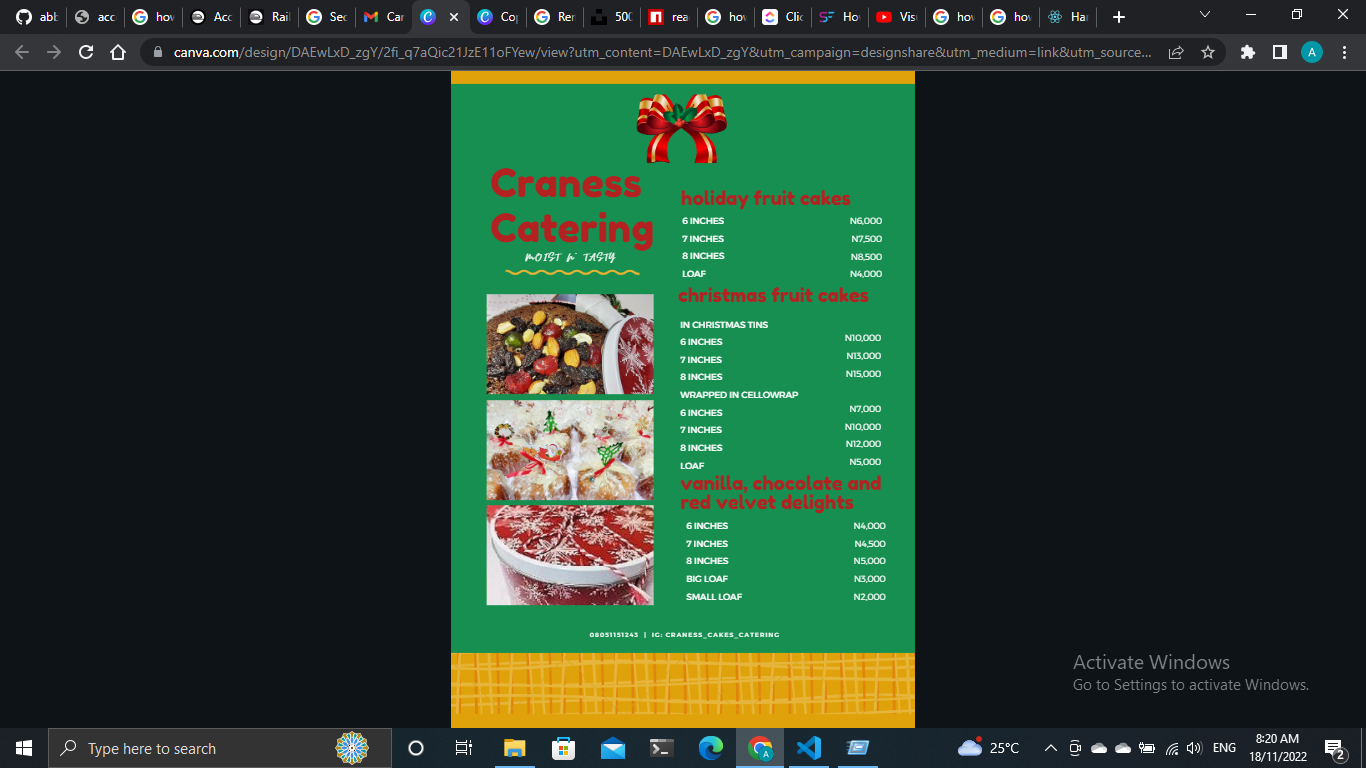 abl
acc
hov
Acc
Rail
Sec
Car
C
Cop
Rer
500
rea
hov
Clic
Ho
Visu
hov
hov
Har
canva.com/design/DAEwLxD_zgY/2fi_q7aQic21JzE11oFYew/view?utm_content=DAEwLxD_zgY&utm_campaign=designshare&utm_medium=link&utm_source...
A
Craness
Catering
MOIST N' TASTY
holiday fruit cakes
6 INCHES N6,000
7 INCHES N7,500
8 INCHES N8,500
LOAF N4,000
christmas fruit cakes
IN CHRISTMAS TINS
6 INCHES N10,000
7 INCHES N13,000
8 INCHES N15,000
WRAPPED IN CELLOWRAP
6 INCHES N7,000
7 INCHES N10,000
8 INCHES N12,000
LOAF N5,000
vanilla, chocolate and
red velvet delights
6 INCHES N4,000
7 INCHES N4,500
8 INCHES N5,000
BIG LOAF N3,000
SMALL LOAF N2,000
08051151243 | IG: CRANESS_CAKES_CATERING
Activate Windows
Go to Settings to activate Windows.
Type here to search
25°C
ENG
8:20 AM
18/11/2022
2